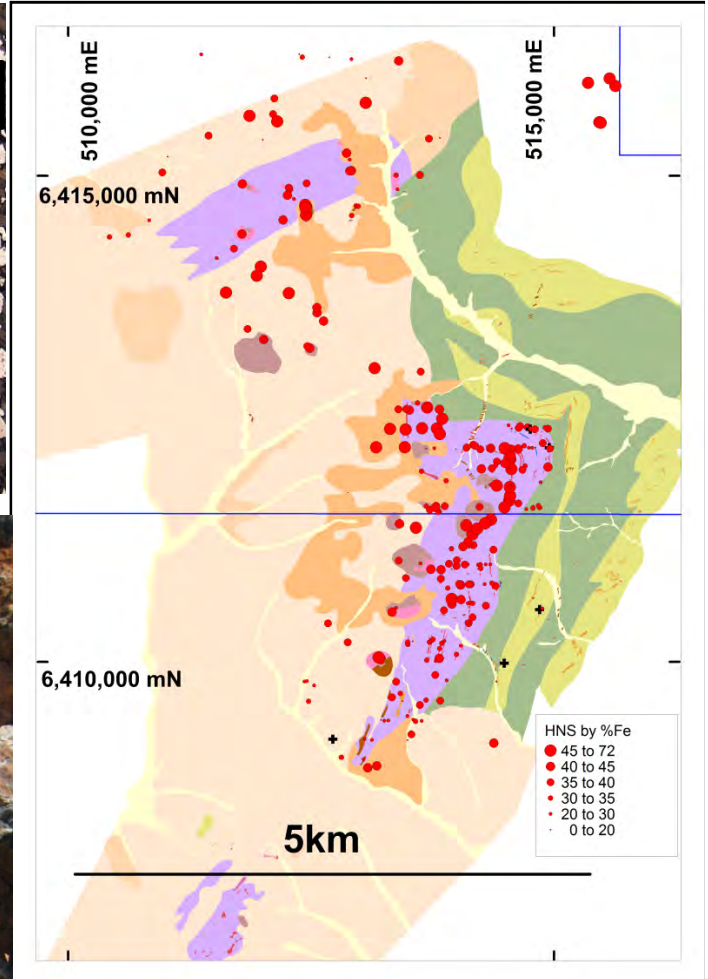 510,000 mE
515,000 mE
6,415,000 mN
6,410,000 mN
HNS by %Fe
45 to 72
40 to 45
35 to 40
30 to 35
20 to 30
0 to 20
5km